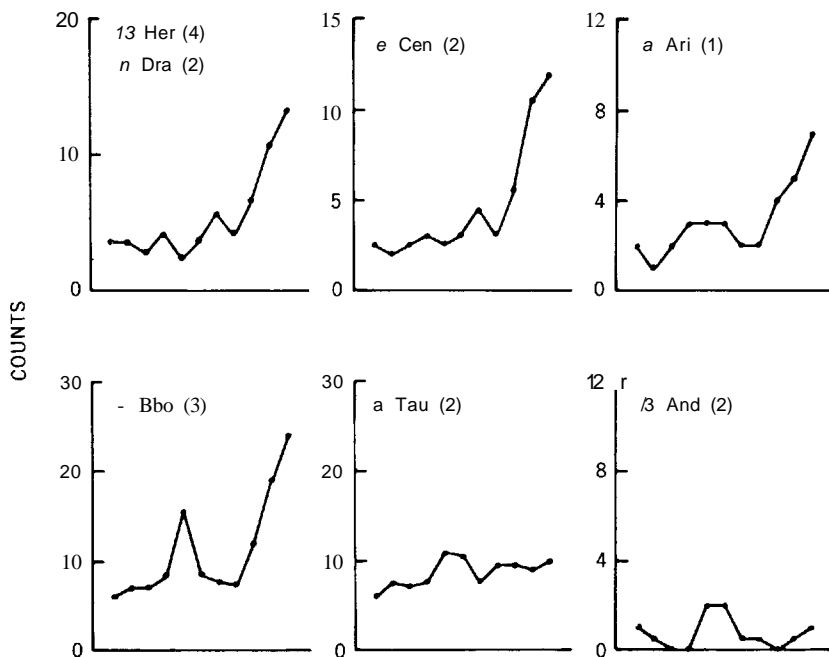 20
13 Her (4)
n Dra (2)
10
0
15
e Cen (2)
10
5
0
12
a Ari (1)
8
4
0
COUNTS
30
- Bbo (3)
20
10
0
30
a Tau (2)
20
10
0
12 r
/3 And (2)
8
4
0